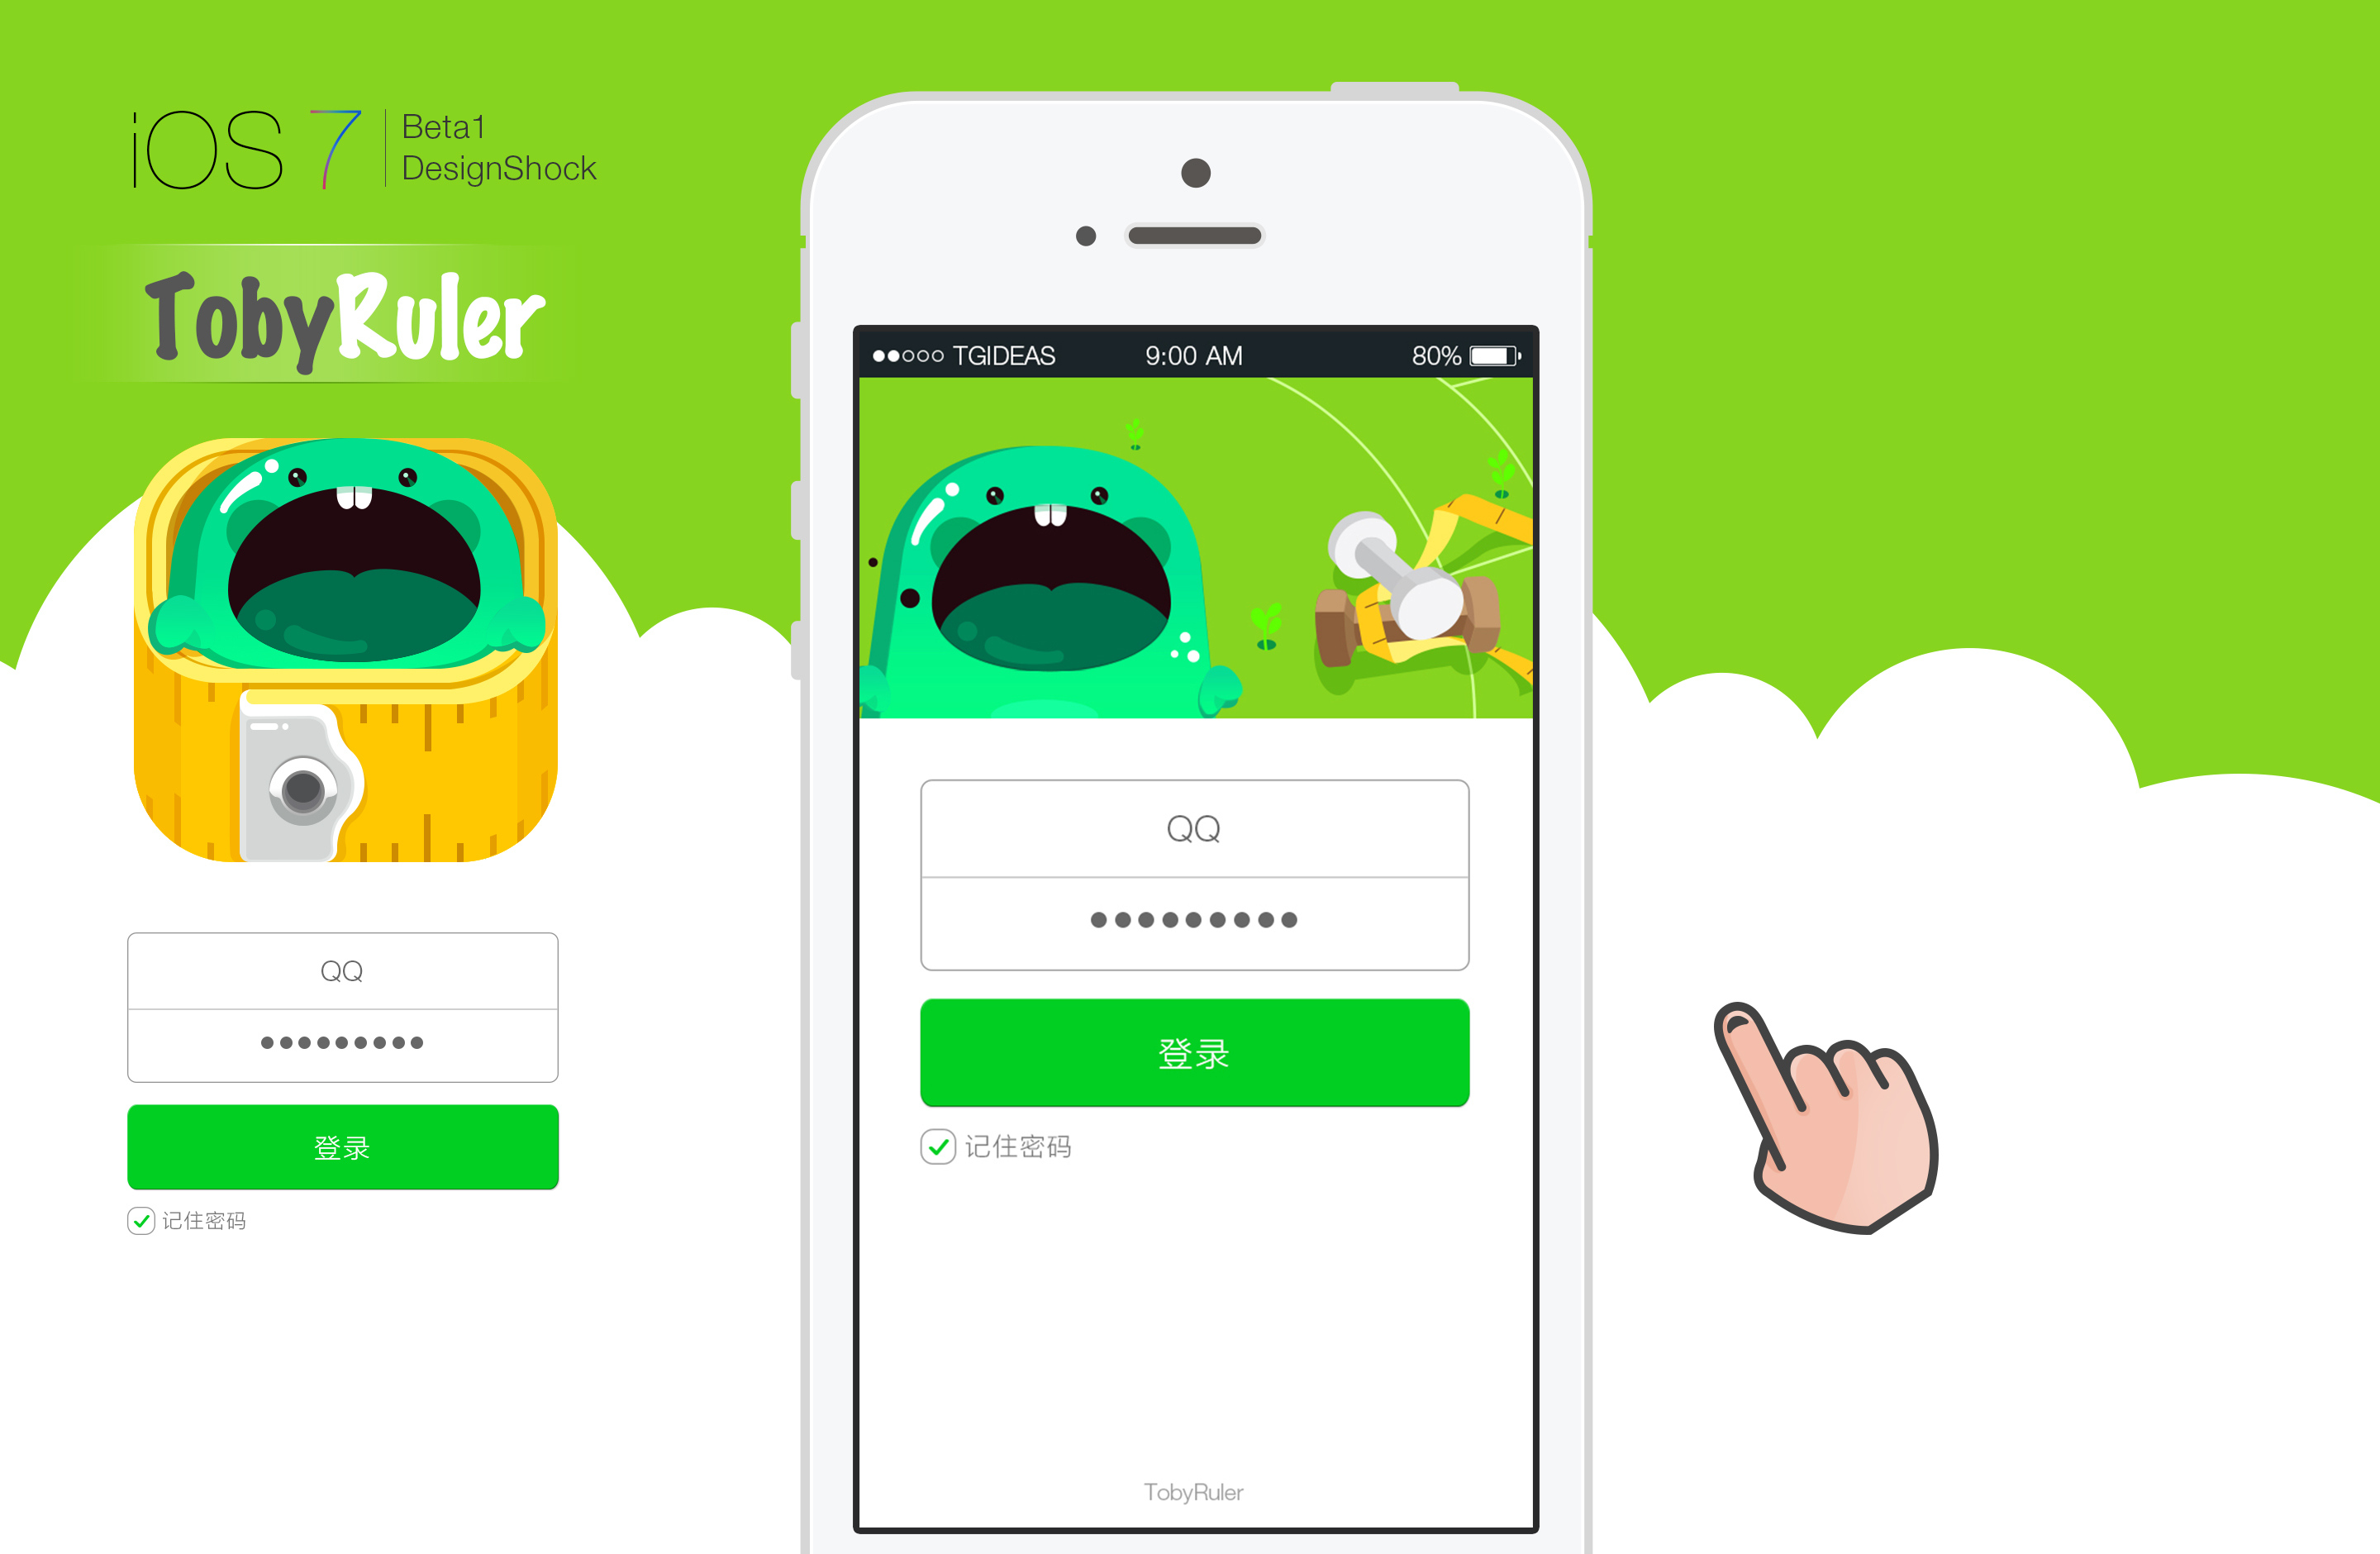 iOS 7
Beta1
DesignShock
TobyRuler
QQ
登录
记住密码
TGIDEAS 9:00 AM 80%
QQ
登录
记住密码
TobyRuler